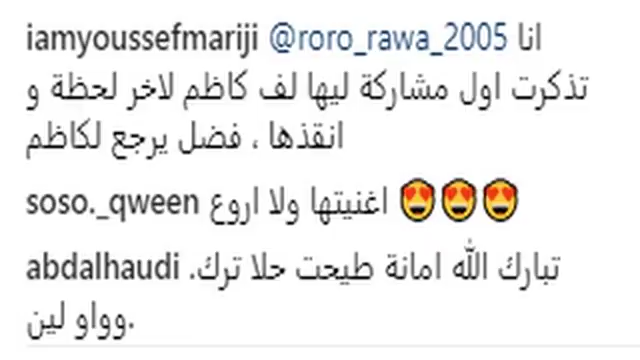 iamyoussefmariji @roro_rawa_2005 انا
تذكرت اول مشاركة ليها لف كاظم لاخر لحظة و
انقذها ، فضل يرجع لكاظم
soso._qween اغنيتها ولا اروع 😍😍😍
abdalhaudi تبارك الله امانة طيحت حلا ترك.
وواو لين.